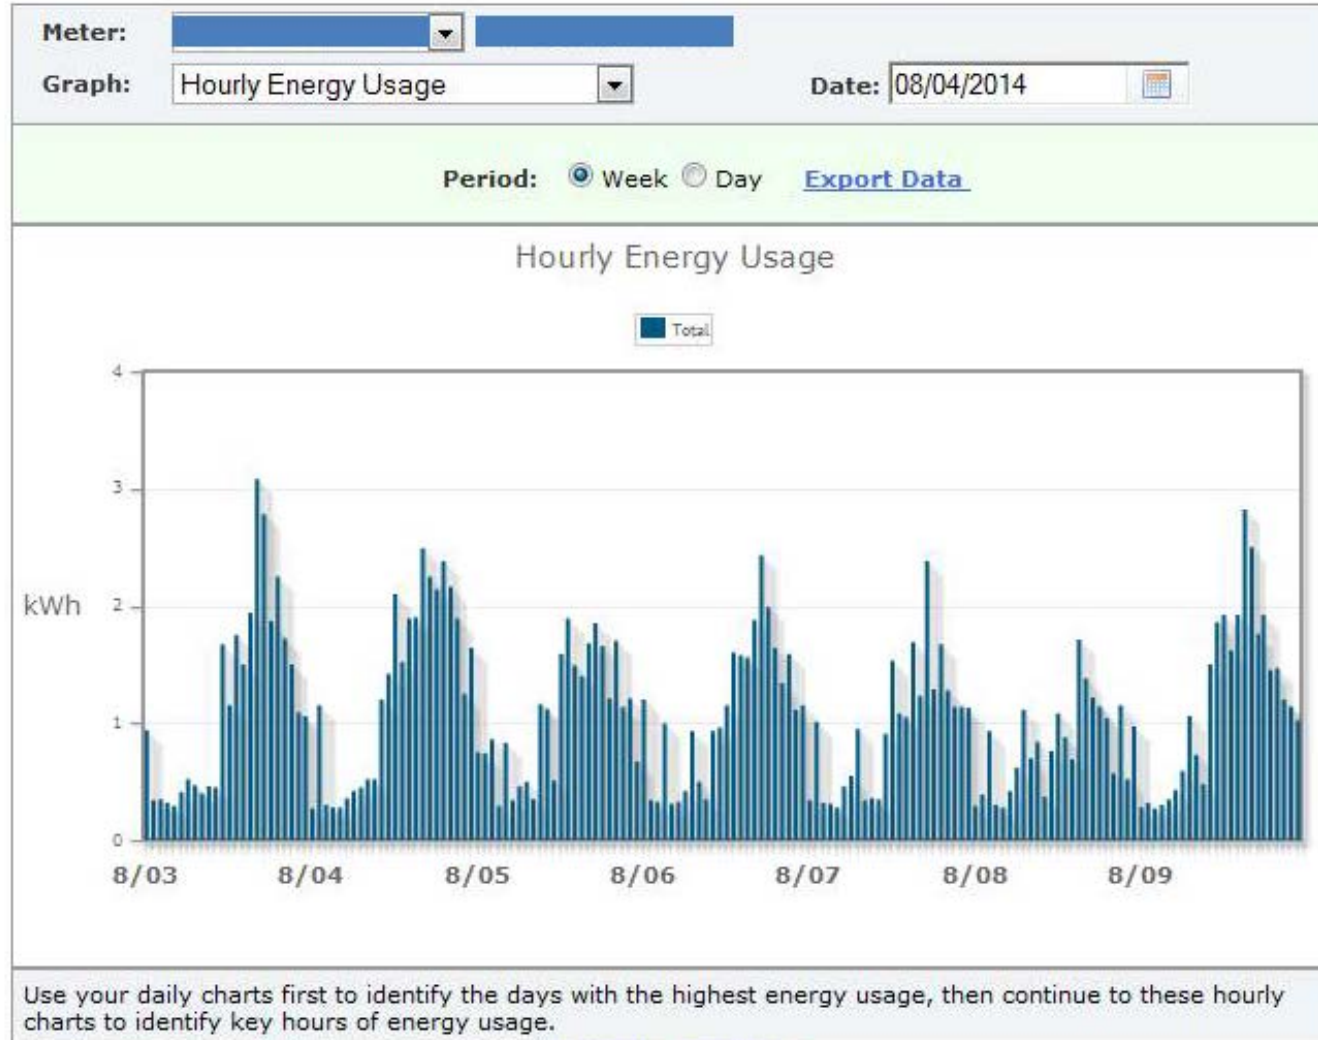 Meter:
Graph: Hourly Energy Usage Date: 08/04/2014
Period: Week Day Export Data
Hourly Energy Usage
Total
4
3
kWh 2
1
0
8/03 8/04 8/05 8/06 8/07 8/08 8/09
Use your daily charts first to identify the days with the highest energy usage, then continue to these hourly
charts to identify key hours of energy usage.